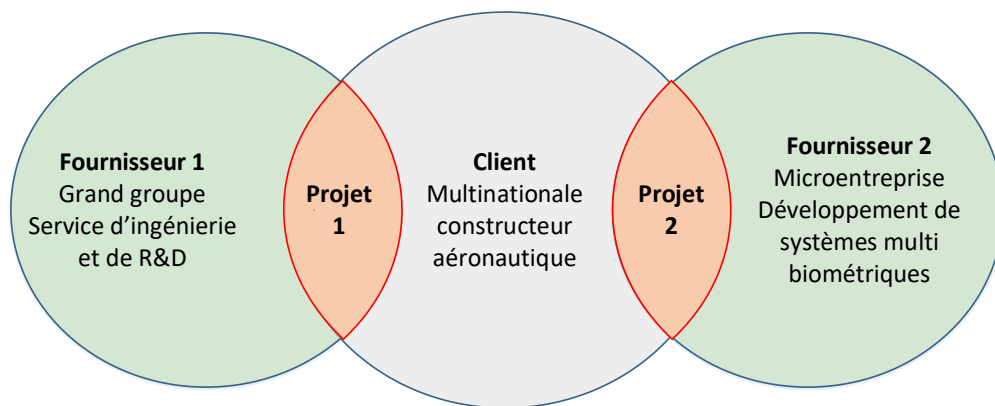 Fournisseur 1
Grand groupe
Service d'ingénierie
et de R&D
Projet
1
Client
Multinationale
constructeur
aéronautique
Projet
2
Fournisseur 2
Microentreprise
Développement de
systèmes multi
biométriques